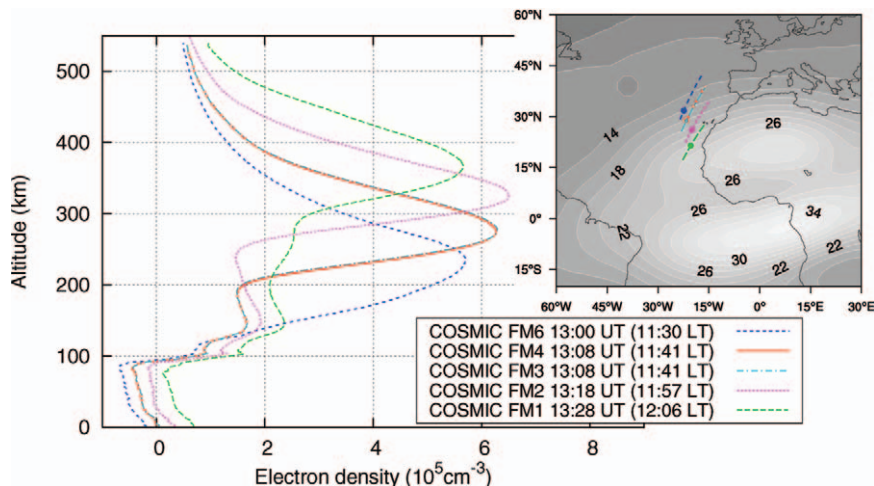 500
400
300
200
100
0
Altitude (km)
0 2 4 6 8
Electron density (10⁵cm⁻³)
60°N
45°N
30°N
15°N
0°
15°S
60°W 45°W 30°W 15°W 0° 15°E 30°E
14
18
22
26
26
26
34
30
26
22
22
COSMIC FM6 13:00 UT (11:30 LT)
COSMIC FM4 13:08 UT (11:41 LT)
COSMIC FM3 13:08 UT (11:41 LT)
COSMIC FM2 13:18 UT (11:57 LT)
COSMIC FM1 13:28 UT (12:06 LT)